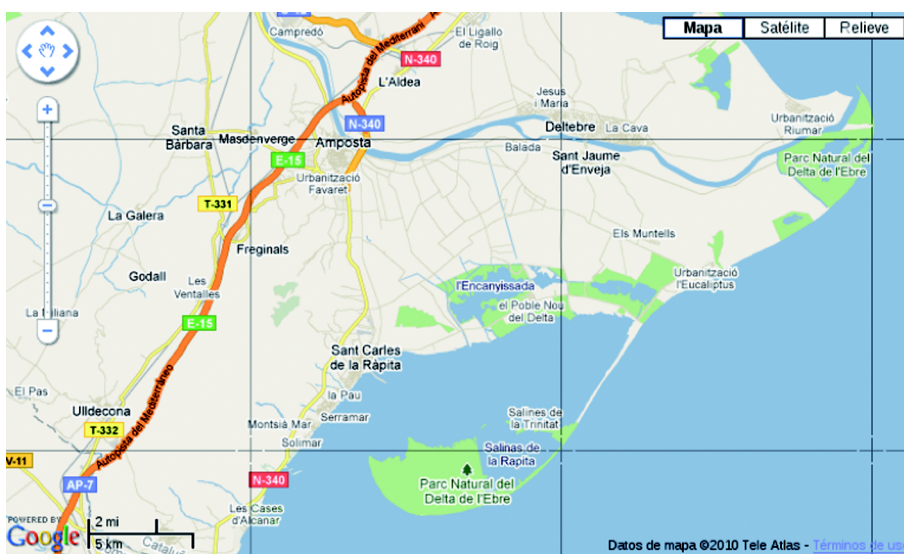 Mapa
Satélite
Relieve
Campredó
El Ligallo
de Roig
N-340
Autopista del Mediterrani
L'Aldea
Jesus
i Maria
Urbanització
Riumar
N-340
Deltebre
La Cava
Santa
Bàrbara
Masdenverge
Amposta
Balada
Sant Jaume
d'Enveja
Parc Natural del
Delta de l'Ebre
E-15
Urbanització
Favaret
T-331
La Galera
Els Muntells
Freginals
Godall
Les
Ventalles
l'Encanyissada
Urbanització
l'Eucaliptus
el Poble Nou
del Delta
E-15
Sant Carles
de la Ràpita
El Pas
la Pau
Ulldecona
Serramar
Salines de
la Trinitat
Montsià Mar
Solimar
T-332
Autopista del Mediterráneo
Salinas de
la Rapita
V-11
AP-7
N-340
Parc Natural del
Delta de l'Ebre
Les Cases
d'Alcanar
POWERED BY
Google
2 mi
5 km
Datos de mapa ©2010 Tele Atlas - Términos de uso